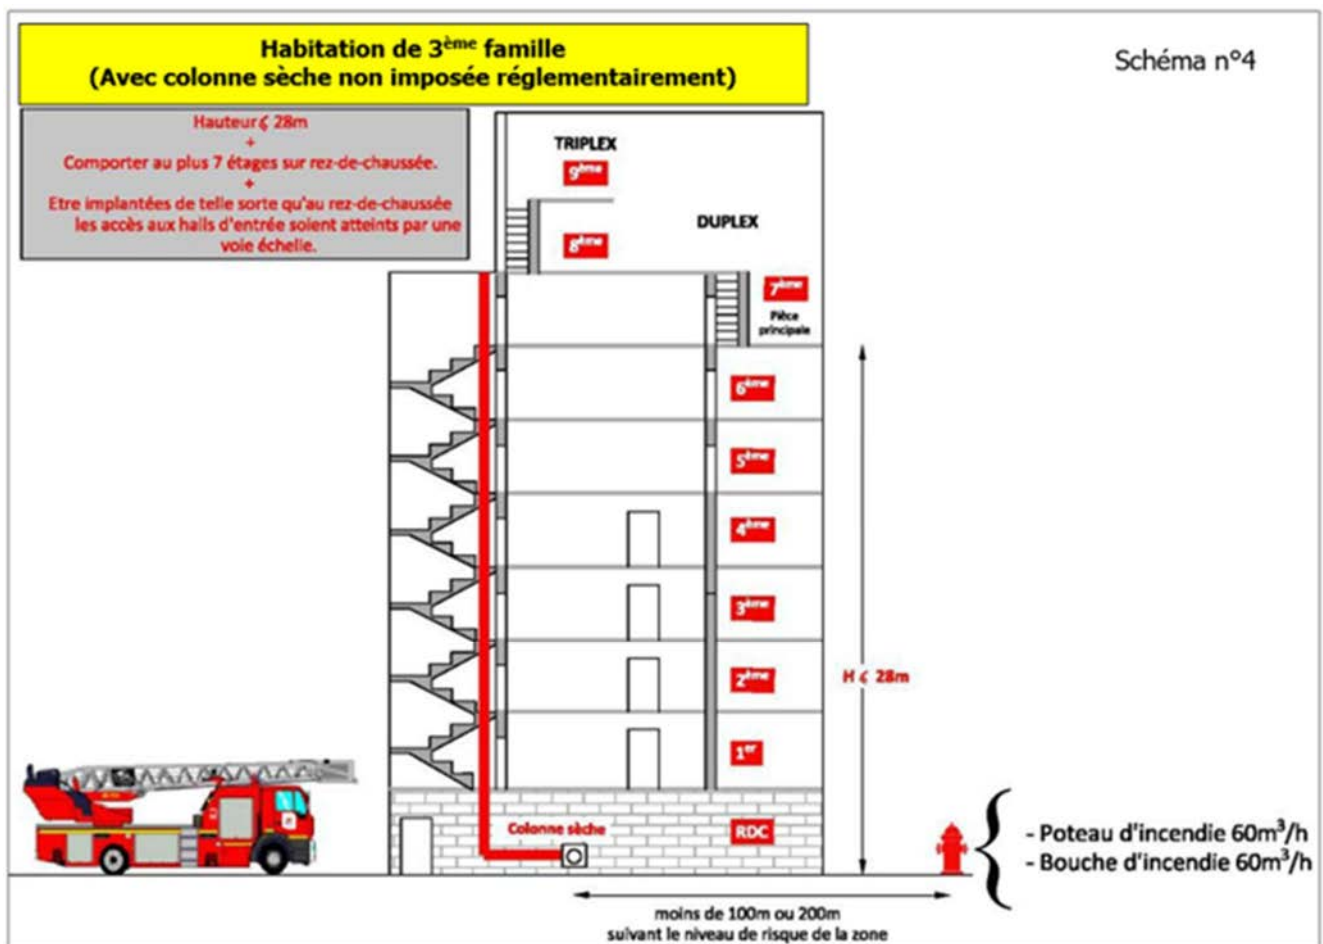 Habitation de 3ème famille
(Avec colonne sèche non imposée réglementairement)
Schéma n°4
Hauteur ⩽ 28m
+
Comporter au plus 7 étages sur rez-de-chaussée.
+
Etre implantées de telle sorte qu'au rez-de-chaussée
les accès aux halls d'entrée soient atteints par une
voie échelle.
TRIPLEX
9ème
DUPLEX
8ème
7ème
Pièce
principale
6ème
5ème
4ème
3ème
2ème
H ⩽ 28m
1er
Colonne sèche
RDC
- Poteau d'incendie 60m³/h
- Bouche d'incendie 60m³/h
moins de 100m ou 200m
suivant le niveau de risque de la zone